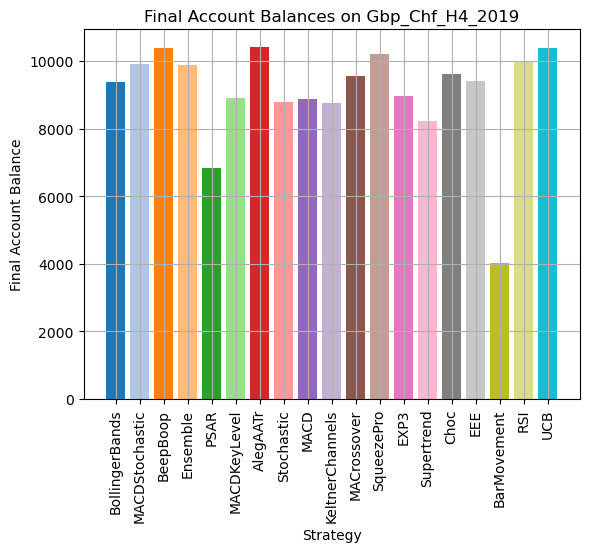 Final Account Balances on Gbp_Chf_H4_2019
Final Account Balance
10000
8000
6000
4000
2000
0
BollingerBands
MACDStochastic
BeepBoop
Ensemble
PSAR
MACDKeyLevel
AlegAATr
Stochastic
MACD
KeltnerChannels
MACrossover
SqueezePro
EXP3
Supertrend
Choc
EEE
BarMovement
RSI
UCB
Strategy